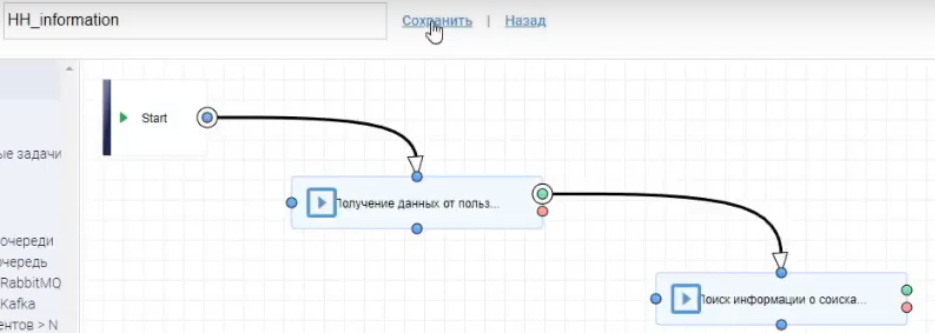 HH_information
Сохранить | Назад
Start
ые задачи
Получение данных от польз...
очереди
очередь
RabbitMQ
Kafka
Поиск информации о соиска...
ентов > N